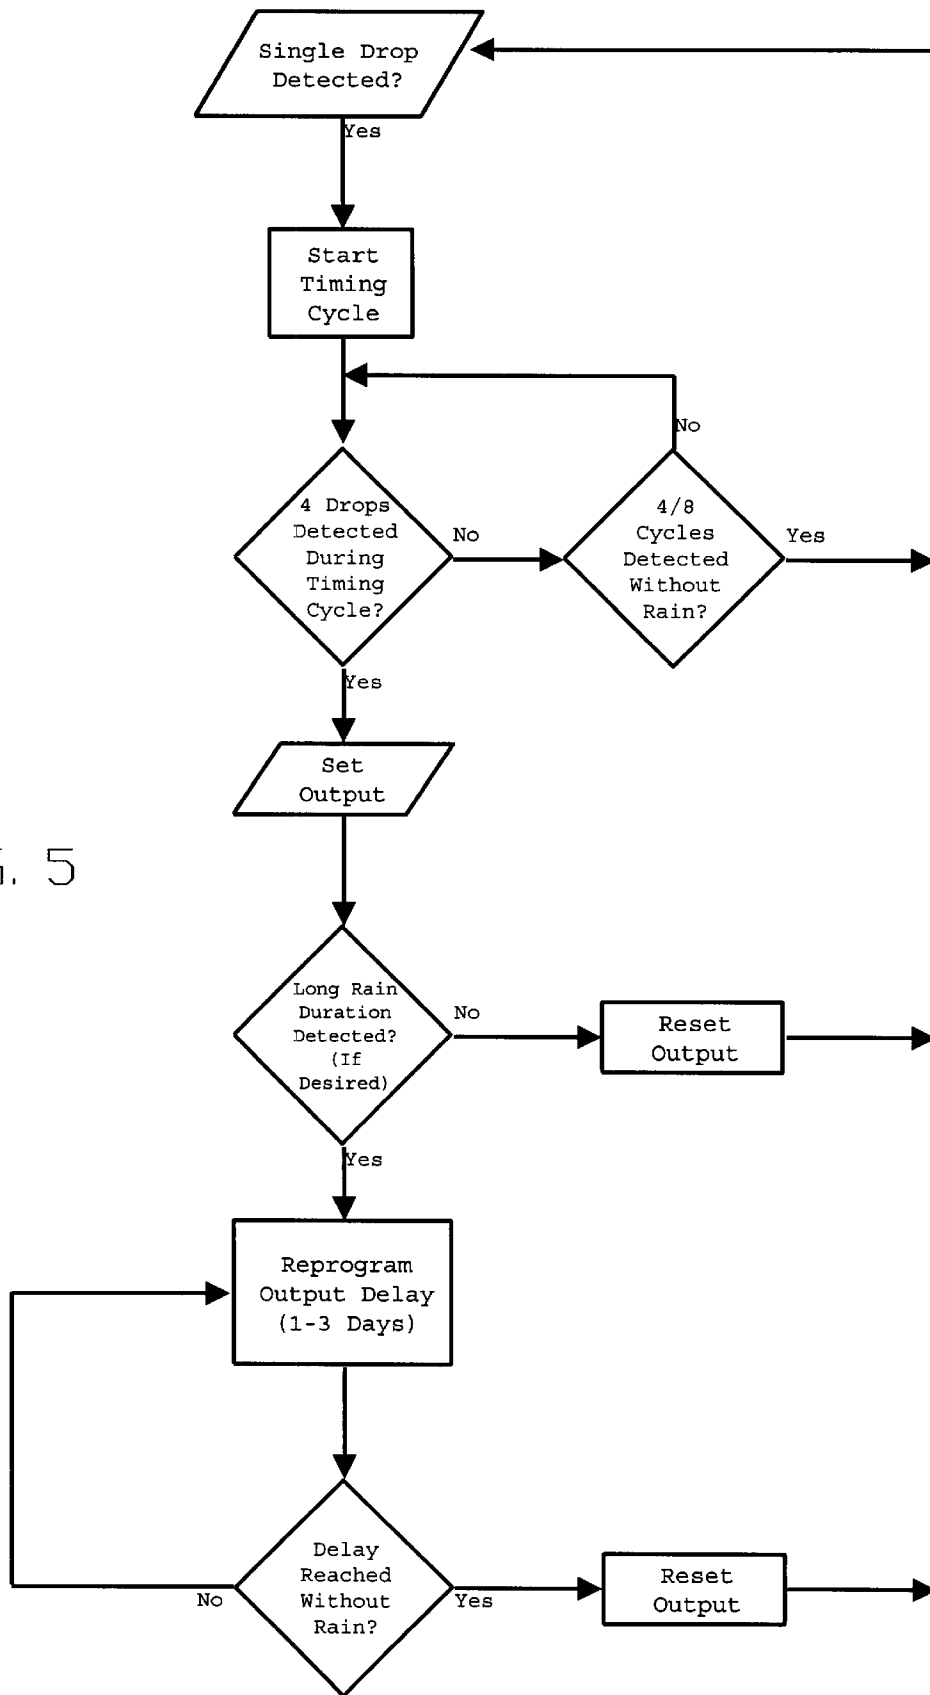 Single Drop
Detected?
Yes
Start
Timing
Cycle
No
4 Drops
Detected
During
Timing
Cycle?
No
4/8
Cycles
Detected
Without
Rain?
Yes
Yes
Set
Output
5
Long Rain
Duration
Detected?
(If
Desired)
No
Reset
Output
Yes
Reprogram
Output Delay
(1-3 Days)
Delay
Reached
Without
Rain?
No
Yes
Reset
Output